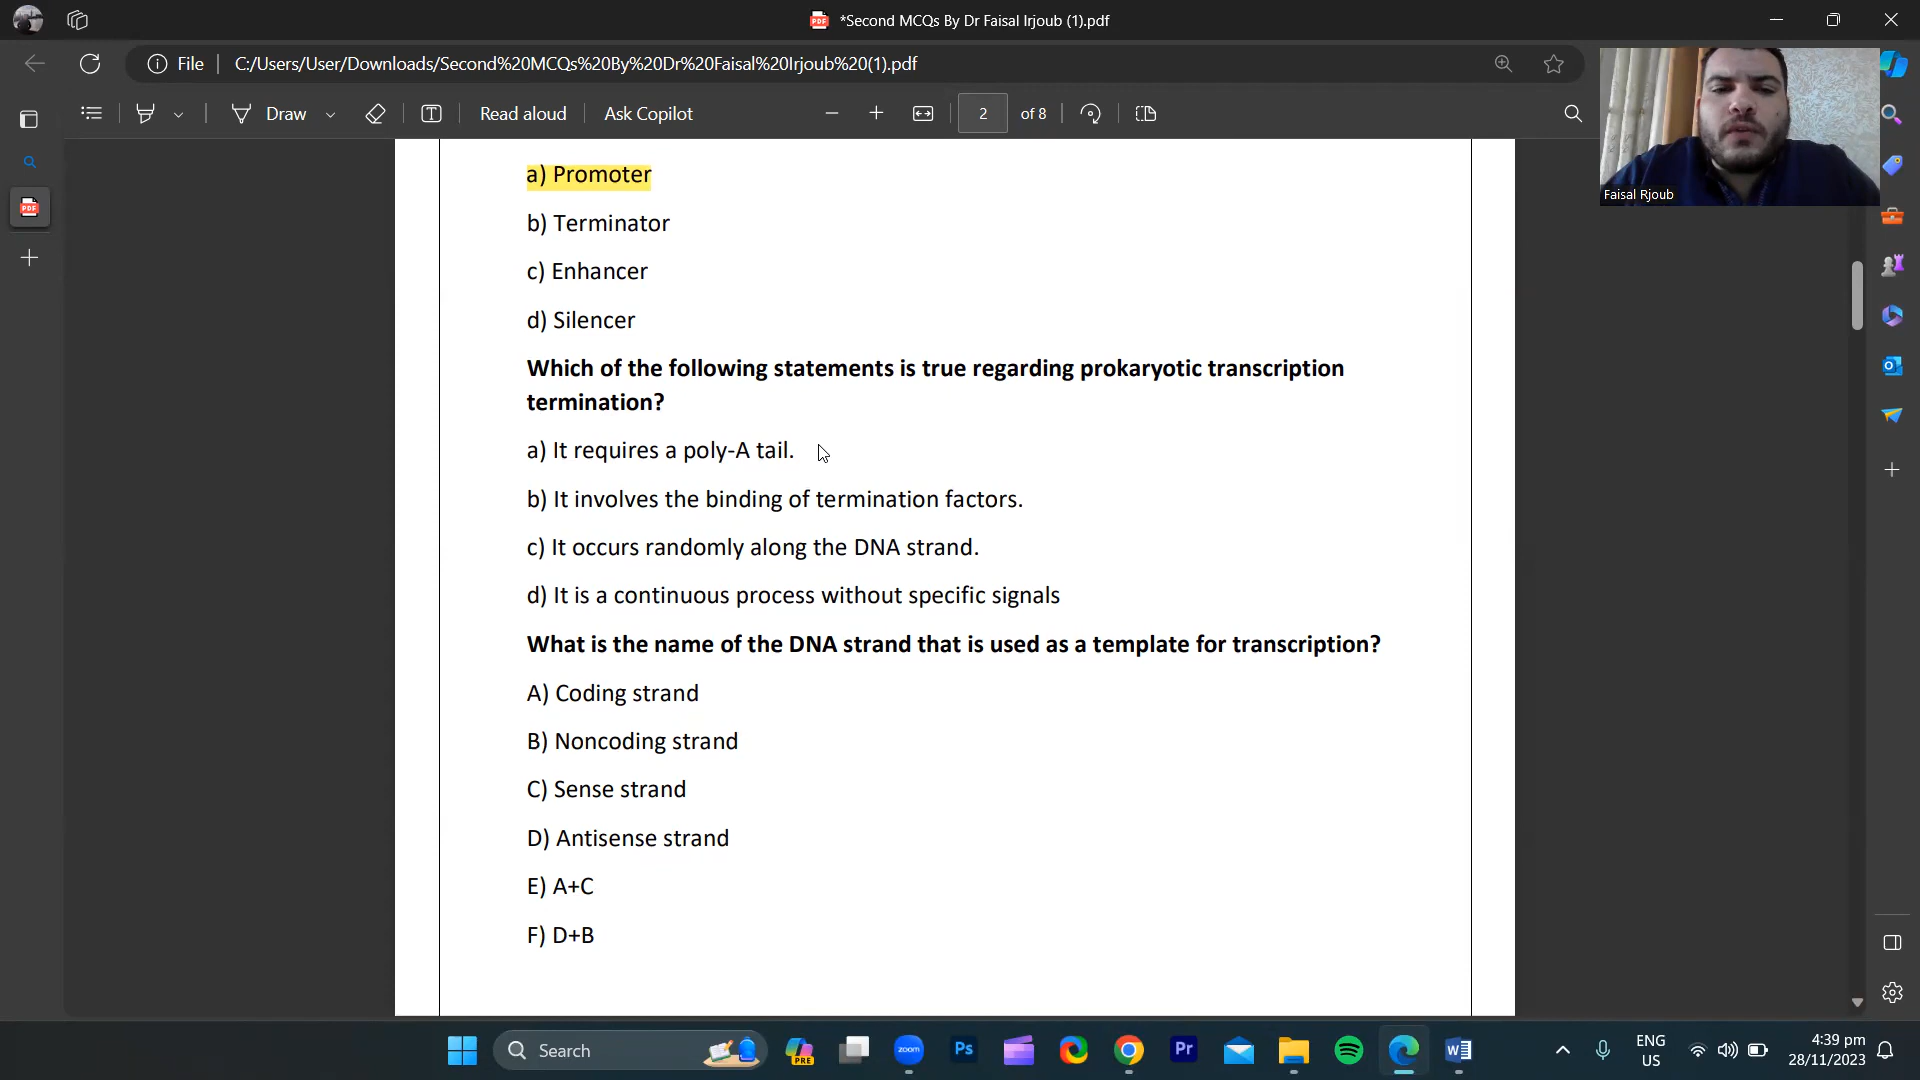 *Second MCQs By Dr Faisal Irjoub (1).pdf
File
C:/Users/User/Downloads/Second%20MCQs%20By%20Dr%20Faisal%20Irjoub%20(1).pdf
Draw
Read aloud
Ask Copilot
2 of 8
Faisal Rjoub
a) Promoter
b) Terminator
c) Enhancer
d) Silencer
Which of the following statements is true regarding prokaryotic transcription
termination?
a) It requires a poly-A tail.
b) It involves the binding of termination factors.
c) It occurs randomly along the DNA strand.
d) It is a continuous process without specific signals
What is the name of the DNA strand that is used as a template for transcription?
A) Coding strand
B) Noncoding strand
C) Sense strand
D) Antisense strand
E) A+C
F) D+B
Search
PRE
zoom
Ps
Pr
ENG
US
4:39 pm
28/11/2023